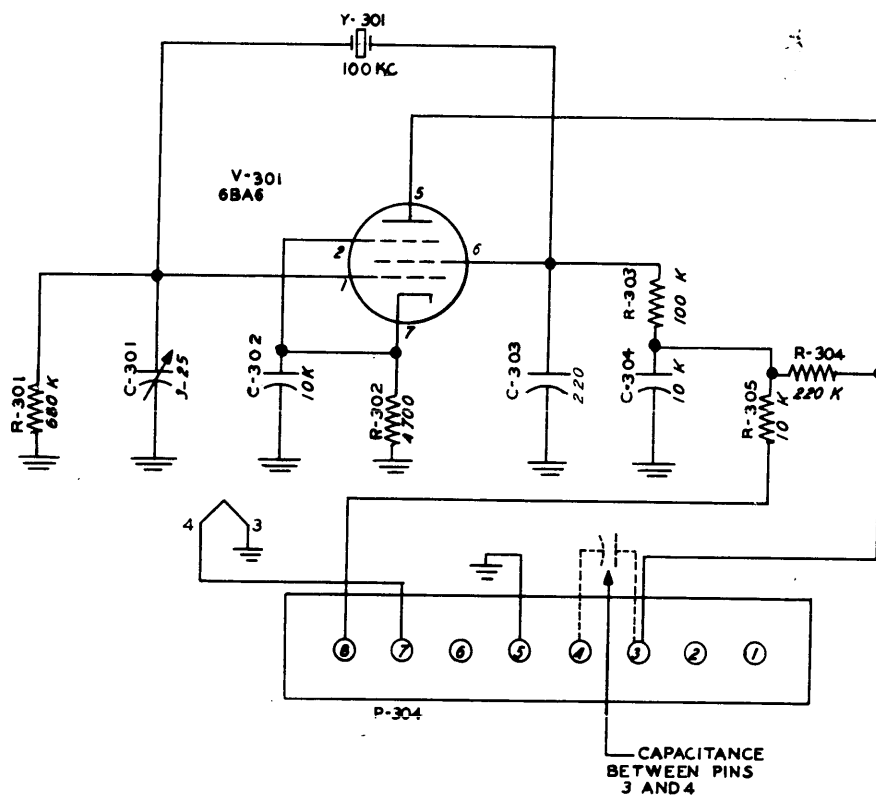 Y-301
100 KC
V-301
6BA6
5
2
6
1
7
R-301
680 K
C-301
C-302
10K
R-302
4700
C-303
220
R-303
100 K
C-304
10 K
R-304
220 K
R-305
10 K
4
3
8
7
6
5
4
3
2
1
P-304
CAPACITANCE
BETWEEN PINS
3 AND 4